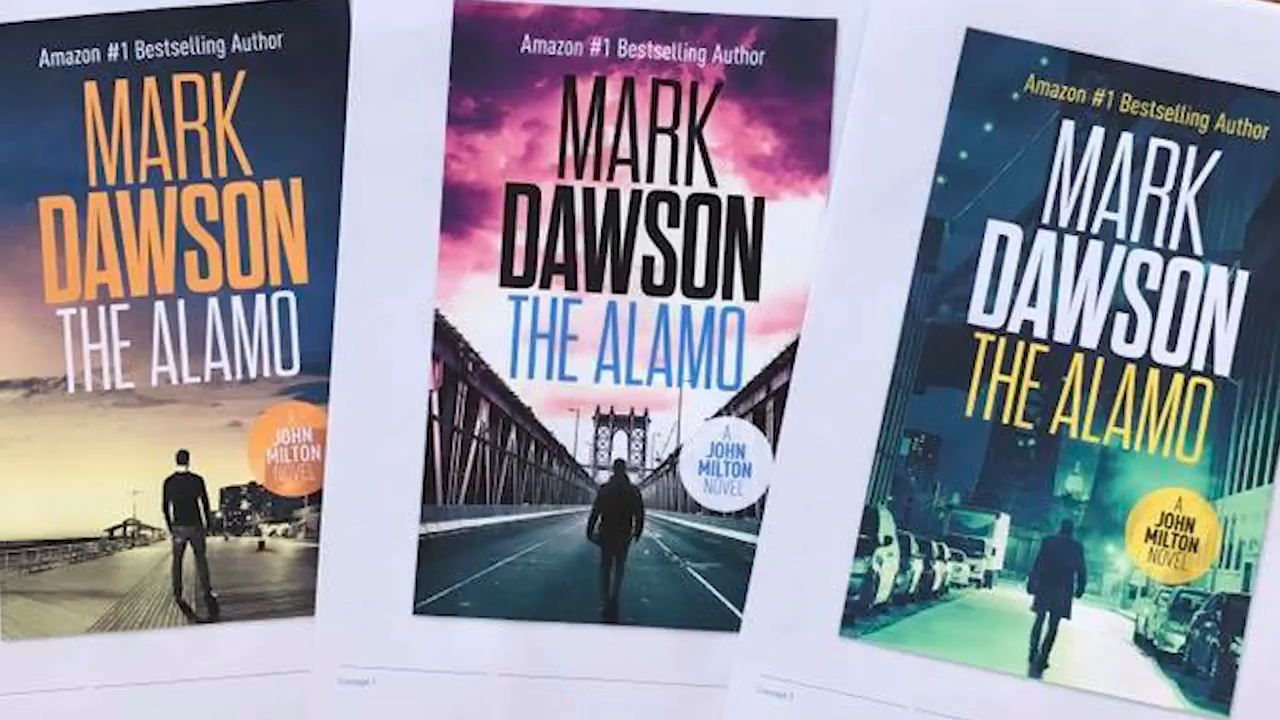 Amazon #1 Bestselling Author
MARK
DAWSON
THE ALAMO
A
JOHN
MILTON
NOVEL
Amazon #1 Bestselling Author
MARK
DAWSON
THE ALAMO
A
JOHN
MILTON
NOVEL
Amazon #1 Bestselling Author
MARK
DAWSON
THE ALAMO
A
JOHN
MILTON
NOVEL